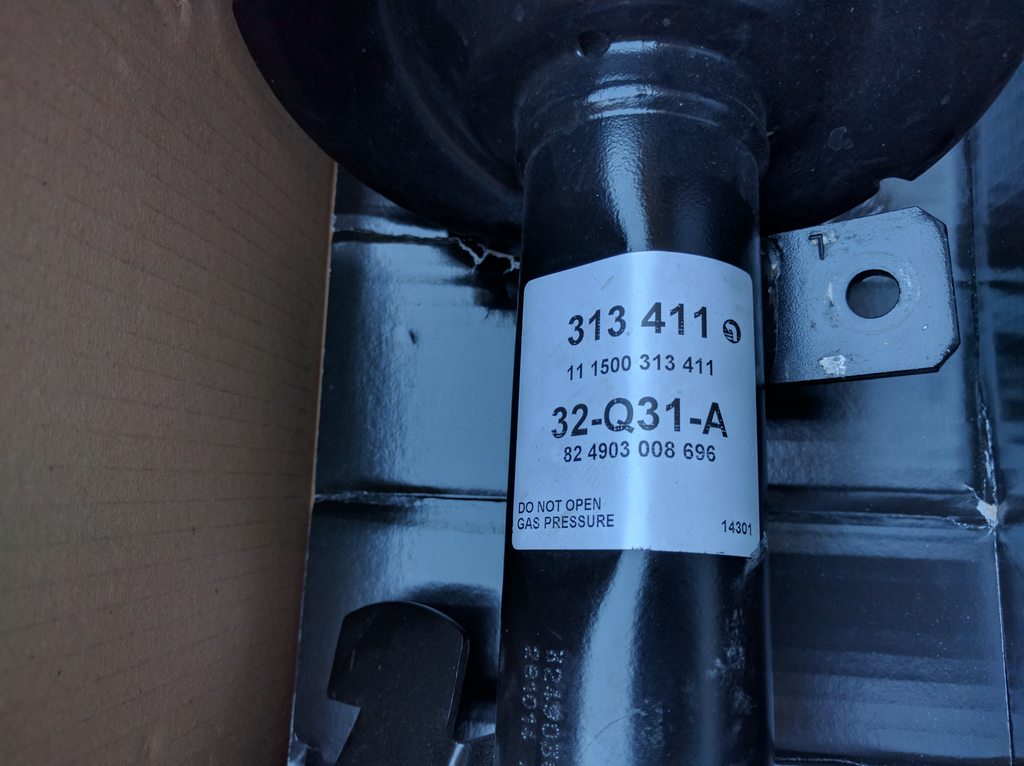 L
313 411
11 1500 313 411
32-Q31-A
82 4903 008 696
DO NOT OPEN
GAS PRESSURE
14301